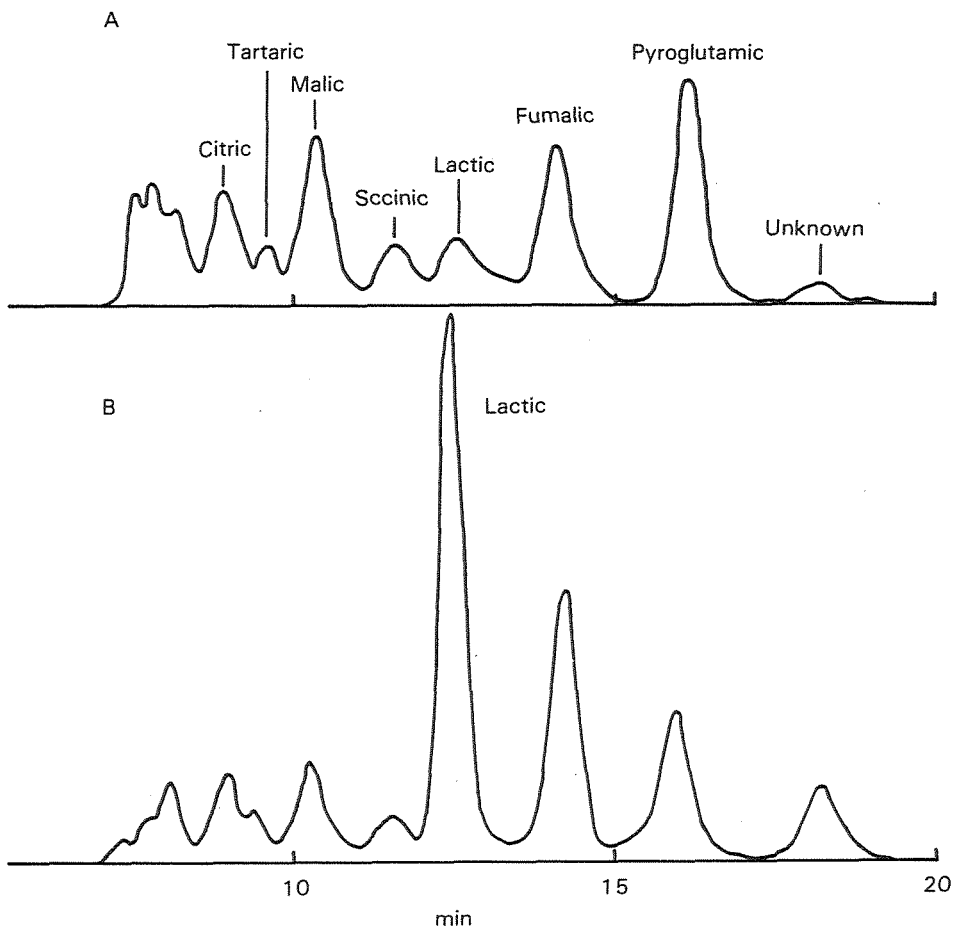 A
Tartaric
Pyroglutamic
Malic
Fumalic
Citric
Lactic
Sccinic
Unknown
B
Lactic
10
15
20
min